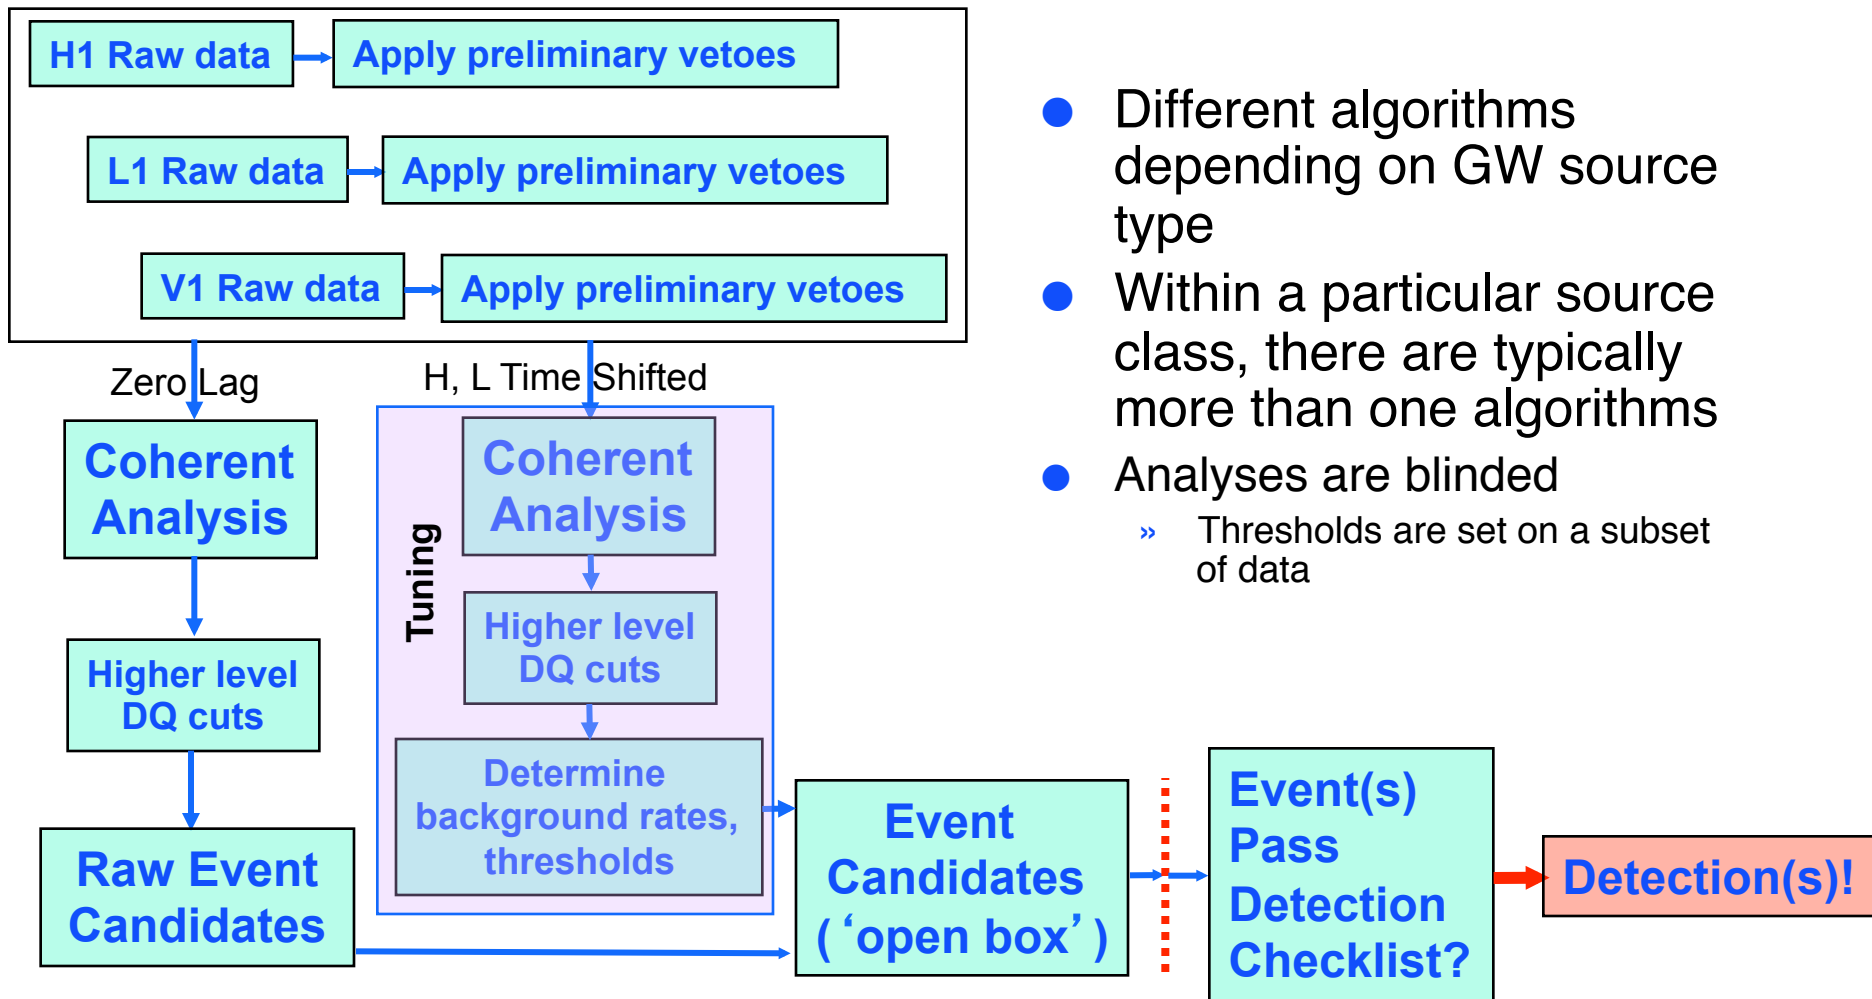 H1 Raw data
Apply preliminary vetoes
L1 Raw data
Apply preliminary vetoes
V1 Raw data
Apply preliminary vetoes
Zero Lag
H, L Time Shifted
Coherent
Analysis
Higher level
DQ cuts
Raw Event
Candidates
Tuning
Coherent
Analysis
Higher level
DQ cuts
Determine
background rates,
thresholds
Event
Candidates
(‘open box’)
Event(s)
Pass
Detection
Checklist?
Detection(s)!
● Different algorithms
depending on GW source
type
● Within a particular source
class, there are typically
more than one algorithms
● Analyses are blinded
» Thresholds are set on a subset
of data